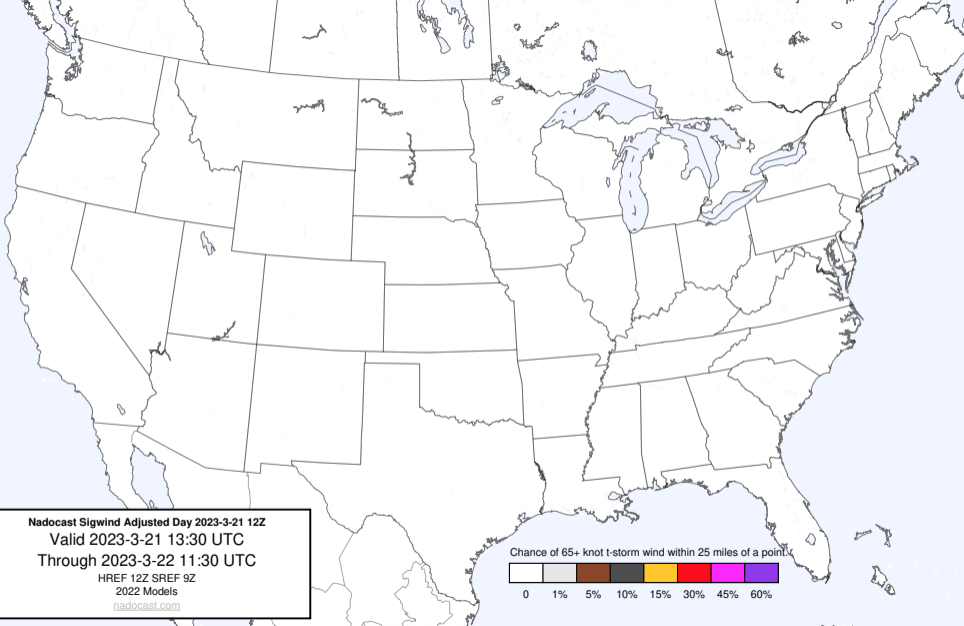 Nadocast Sigwind Adjusted Day 2023-3-21 12Z
Valid 2023-3-21 13:30 UTC
Through 2023-3-22 11:30 UTC
HREF 12Z SREF 9Z
2022 Models
nadocast.com
Chance of 65+ knot t-storm wind within 25 miles of a point.
0 1% 5% 10% 15% 30% 45% 60%